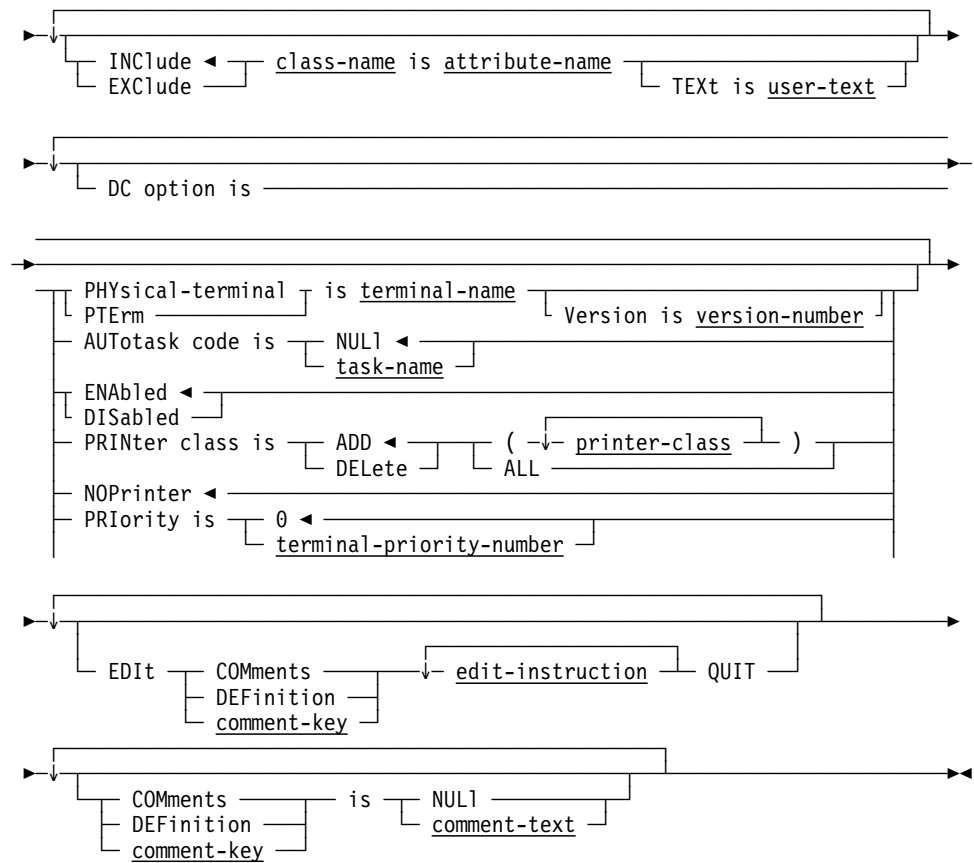 INClude ◄ class-name is attribute-name
EXClude TEXt is user-text
DC option is
PHYsical-terminal is terminal-name
PTErm Version is version-number
AUTotask code is NULl ◄
task-name
ENAbled ◄
DISabled
PRINter class is ADD ◄ ( printer-class )
DELete ALL
NOPrinter ◄
PRIority is 0 ◄
terminal-priority-number
EDIt COMments edit-instruction QUIT
DEFinition
comment-key
COMments is NULl
DEFinition comment-text
comment-key